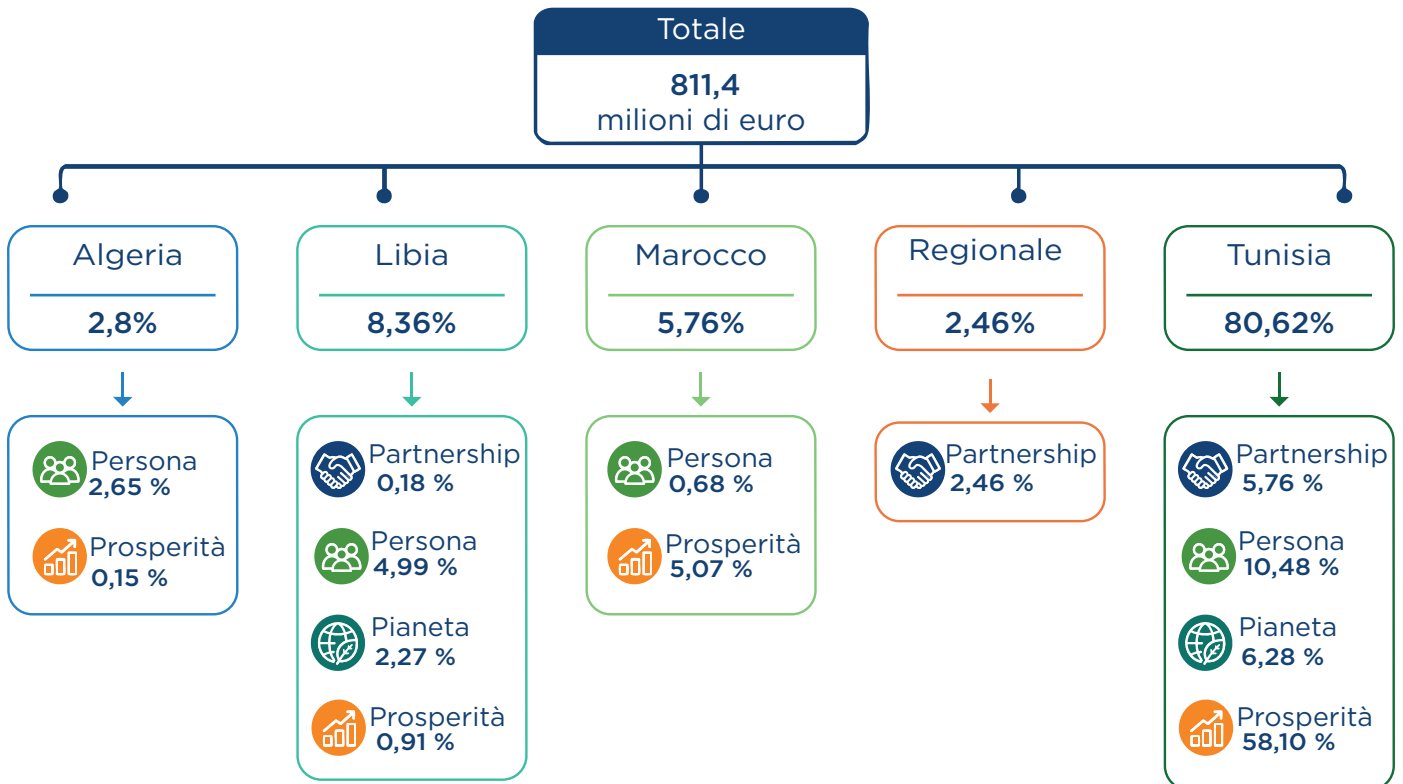 Totale
811,4
milioni di euro
Algeria
2,8%
Libia
8,36%
Marocco
5,76%
Regionale
2,46%
Tunisia
80,62%
Persona
2,65 %
Prosperità
0,15 %
Partnership
0,18 %
Persona
4,99 %
Pianeta
2,27 %
Prosperità
0,91 %
Persona
0,68 %
Prosperità
5,07 %
Partnership
2,46 %
Partnership
5,76 %
Persona
10,48 %
Pianeta
6,28 %
Prosperità
58,10 %